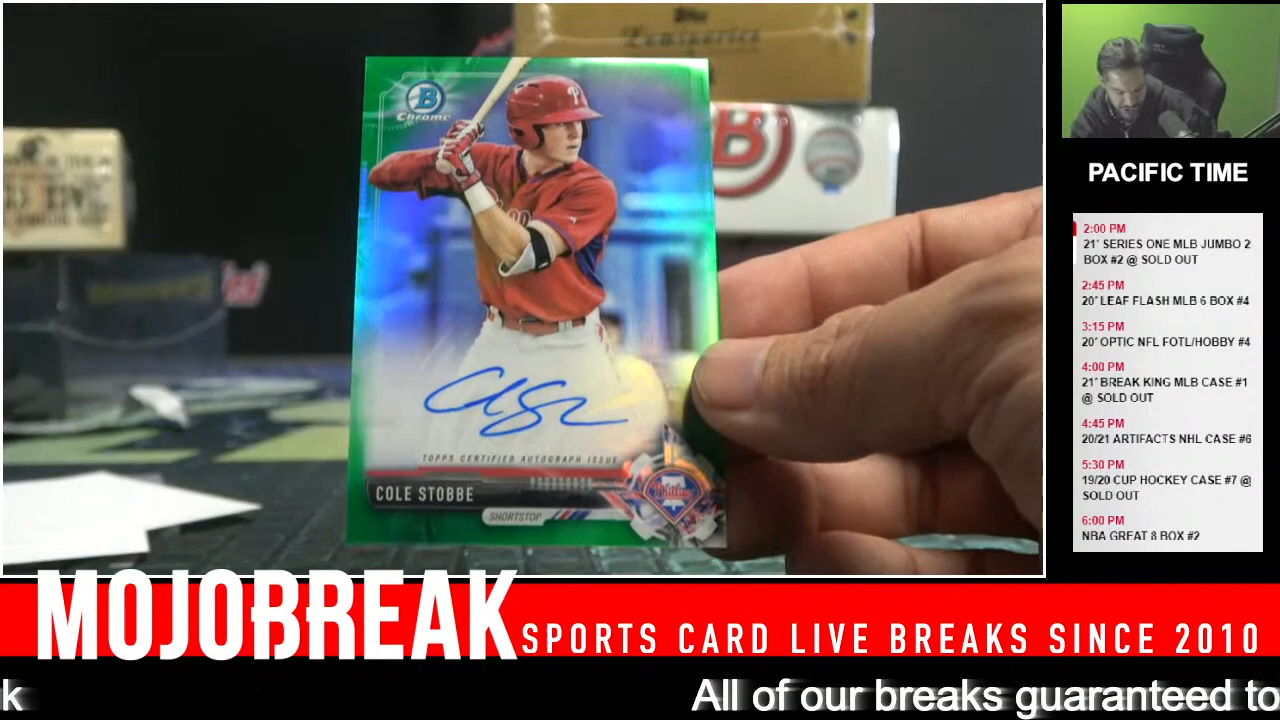 Topps
Luminaries
B
B
Chrome
P
TOPPS CERTIFIED AUTOGRAPH ISSUE
COLE STOBBE
SHORTSTOP
Phillies
PACIFIC TIME
2:00 PM
21' SERIES ONE MLB JUMBO 2
BOX #2 @ SOLD OUT
2:45 PM
20' LEAF FLASH MLB 6 BOX #4
3:15 PM
20' OPTIC NFL FOTL/HOBBY #4
4:00 PM
21' BREAK KING MLB CASE #1
@ SOLD OUT
4:45 PM
20/21 ARTIFACTS NHL CASE #6
5:30 PM
19/20 CUP HOCKEY CASE #7 @
SOLD OUT
6:00 PM
NBA GREAT 8 BOX #2
MOJOBREAK
SPORTS CARD LIVE BREAKS SINCE 2010
k
All of our breaks guaranteed to